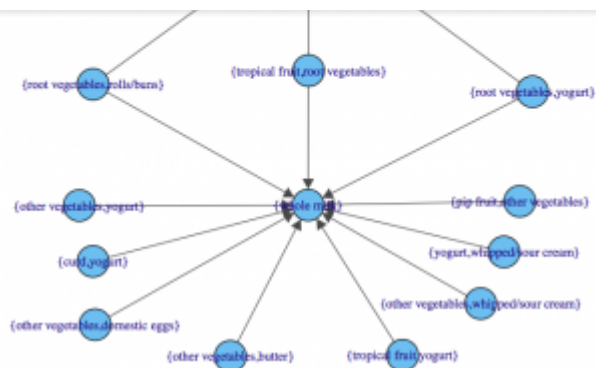 {tropical fruit,root vegetables}
{root vegetables,rolls/buns}
{root vegetables,yogurt}
{other vegetables,yogurt}
{whole milk}
{pip fruit,other vegetables}
{curd,yogurt}
{yogurt,whipped/sour cream}
{other vegetables,whipped/sour cream}
{other vegetables,domestic eggs}
{other vegetables,butter}
{tropical fruit,yogurt}